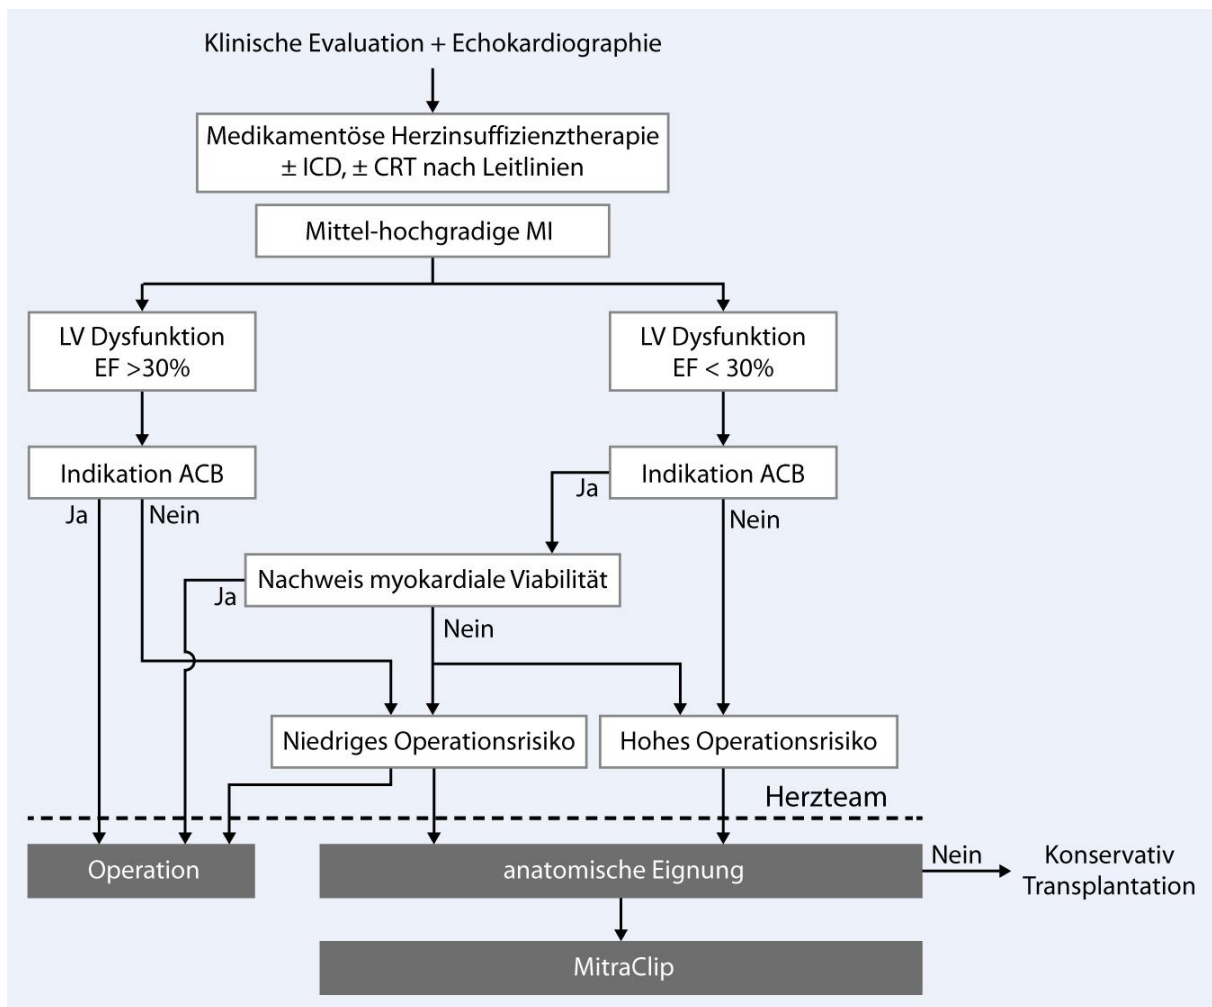 Klinische Evaluation + Echokardiographie
Medikamentöse Herzinsuffizienztherapie
± ICD, ± CRT nach Leitlinien
Mittel-hochgradige MI
LV Dysfunktion
EF >30%
LV Dysfunktion
EF < 30%
Indikation ACB
Indikation ACB
Ja
Nein
Ja
Nein
Nachweis myokardiale Viabilität
Ja
Nein
Niedriges Operationsrisiko
Hohes Operationsrisiko
Herzteam
Operation
anatomische Eignung
Nein
Konservativ
Transplantation
MitraClip